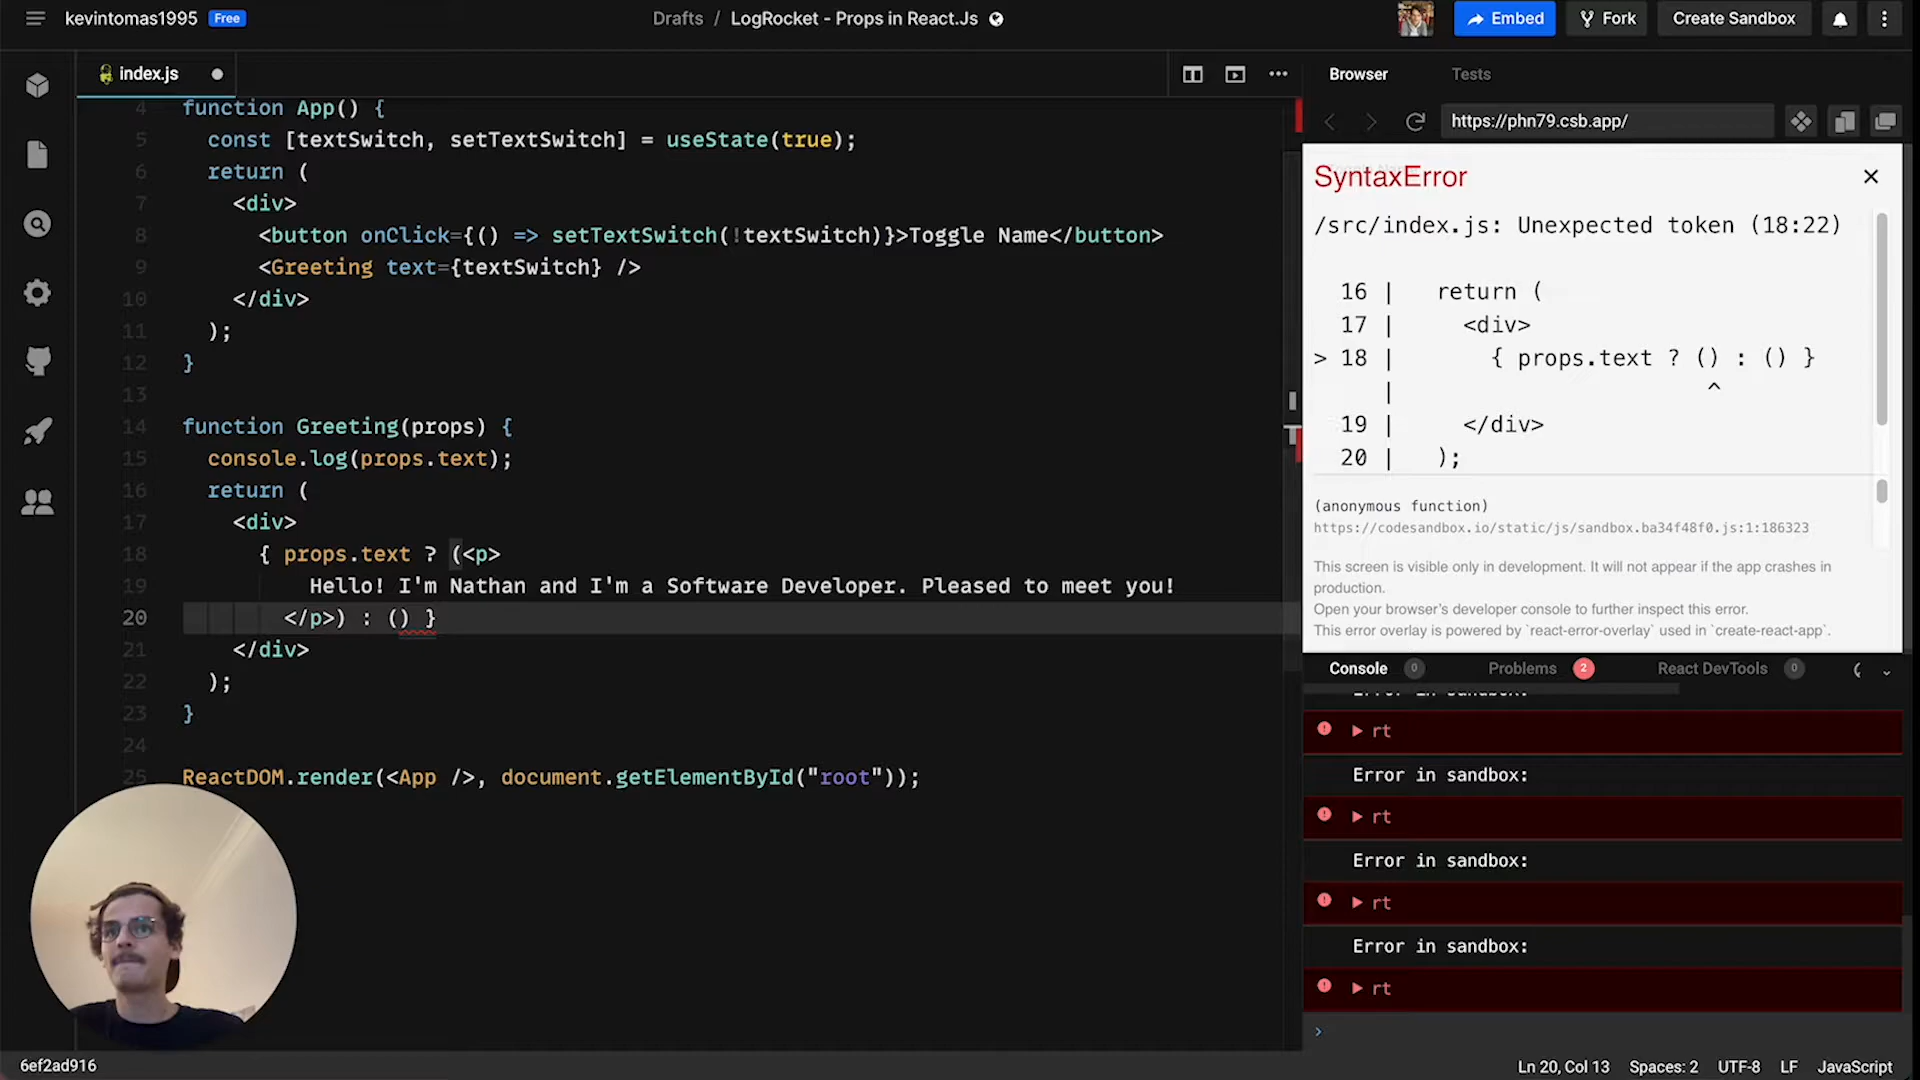 kevintomas1995 Free
Drafts / LogRocket - Props in React.Js
Embed Fork Create Sandbox
index.js
4 function App() {
5 const [textSwitch, setTextSwitch] = useState(true);
6 return (
7 <div>
8 <button onClick={() => setTextSwitch(!textSwitch)}>Toggle Name</button>
9 <Greeting text={textSwitch} />
10 </div>
11 );
12 }
13
14 function Greeting(props) {
15 console.log(props.text);
16 return (
17 <div>
18 { props.text ? (<p>
19 Hello! I'm Nathan and I'm a Software Developer. Pleased to meet you!
20 </p>) : () }
21 </div>
22 );
23 }
24
25 ReactDOM.render(<App />, document.getElementById("root"));
Browser Tests
https://phn79.csb.app/
SyntaxError
/src/index.js: Unexpected token (18:22)
16 | return (
17 | <div>
> 18 | { props.text ? () : () }
| ^
19 | </div>
20 | );
(anonymous function)
https://codesandbox.io/static/js/sandbox.ba34f48f0.js:1:186323
This screen is visible only in development. It will not appear if the app crashes in
production.
Open your browser's developer console to further inspect this error.
This error overlay is powered by `react-error-overlay` used in `create-react-app`.
Console 0 Problems 2 React DevTools 0
Error in sandbox:
rt
Error in sandbox:
rt
Error in sandbox:
rt
Error in sandbox:
rt
6ef2ad916
Ln 20, Col 13 Spaces: 2 UTF-8 LF JavaScript